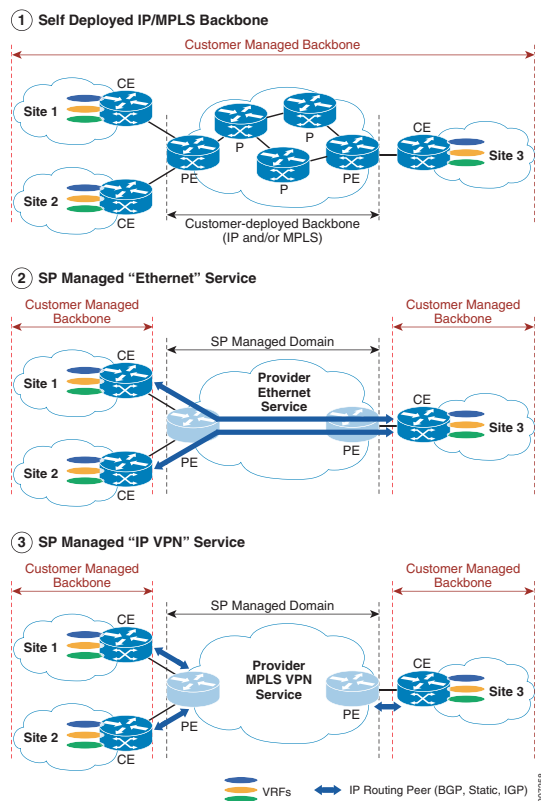 1 Self Deployed IP/MPLS Backbone
Customer Managed Backbone
CE
Site 1
P
P
CE
Site 3
PE
P
PE
Site 2
CE
Customer-deployed Backbone
(IP and/or MPLS)
2 SP Managed “Ethernet” Service
Customer Managed
Backbone
Customer Managed
Backbone
SP Managed Domain
CE
Site 1
Provider
Ethernet
Service
CE
Site 3
PE
PE
Site 2
CE
3 SP Managed “IP VPN” Service
Customer Managed
Backbone
Customer Managed
Backbone
SP Managed Domain
CE
Site 1
Provider
MPLS VPN
Service
CE
Site 3
PE
PE
Site 2
CE
VRFs
IP Routing Peer (BGP, Static, IGP)